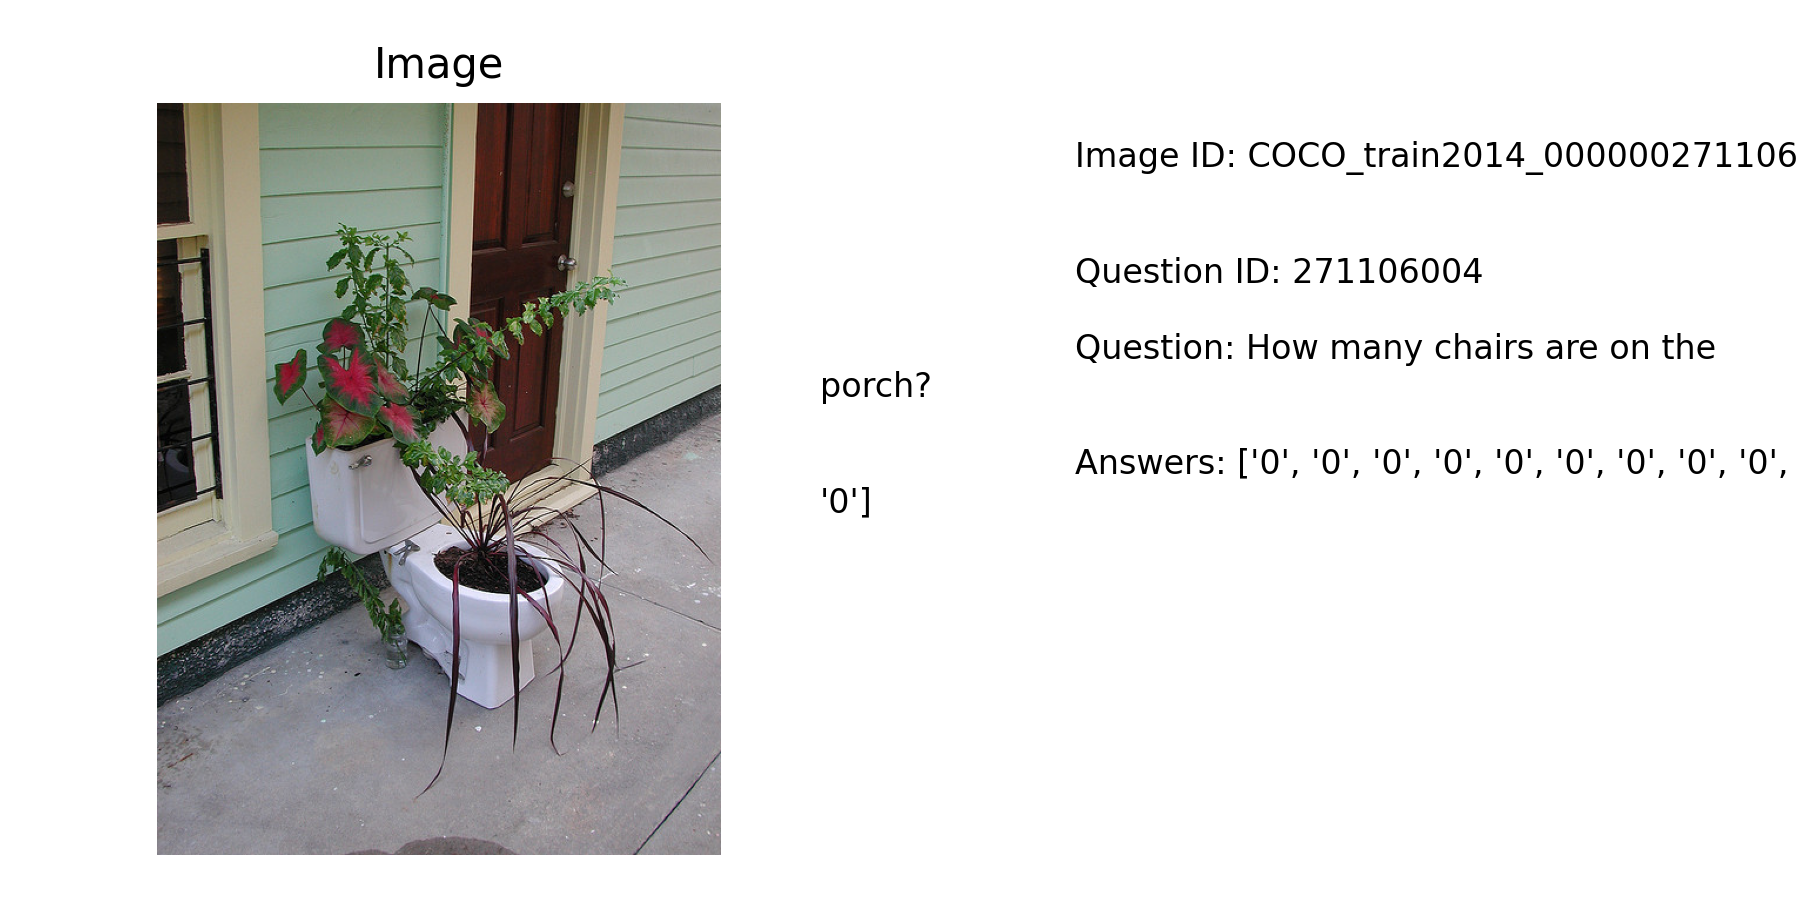 Image
Image ID: COCO_train2014_000000271106
Question ID: 271106004
Question: How many chairs are on the
porch?
Answers: ['0', '0', '0', '0', '0', '0', '0', '0', '0',
'0']